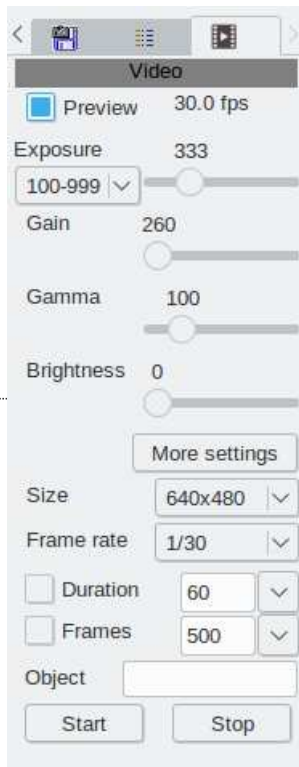 Video
Preview 30.0 fps
Exposure 333
100-999
Gain 260
Gamma 100
Brightness 0
More settings
Size 640x480
Frame rate 1/30
Duration 60
Frames 500
Object
Start Stop